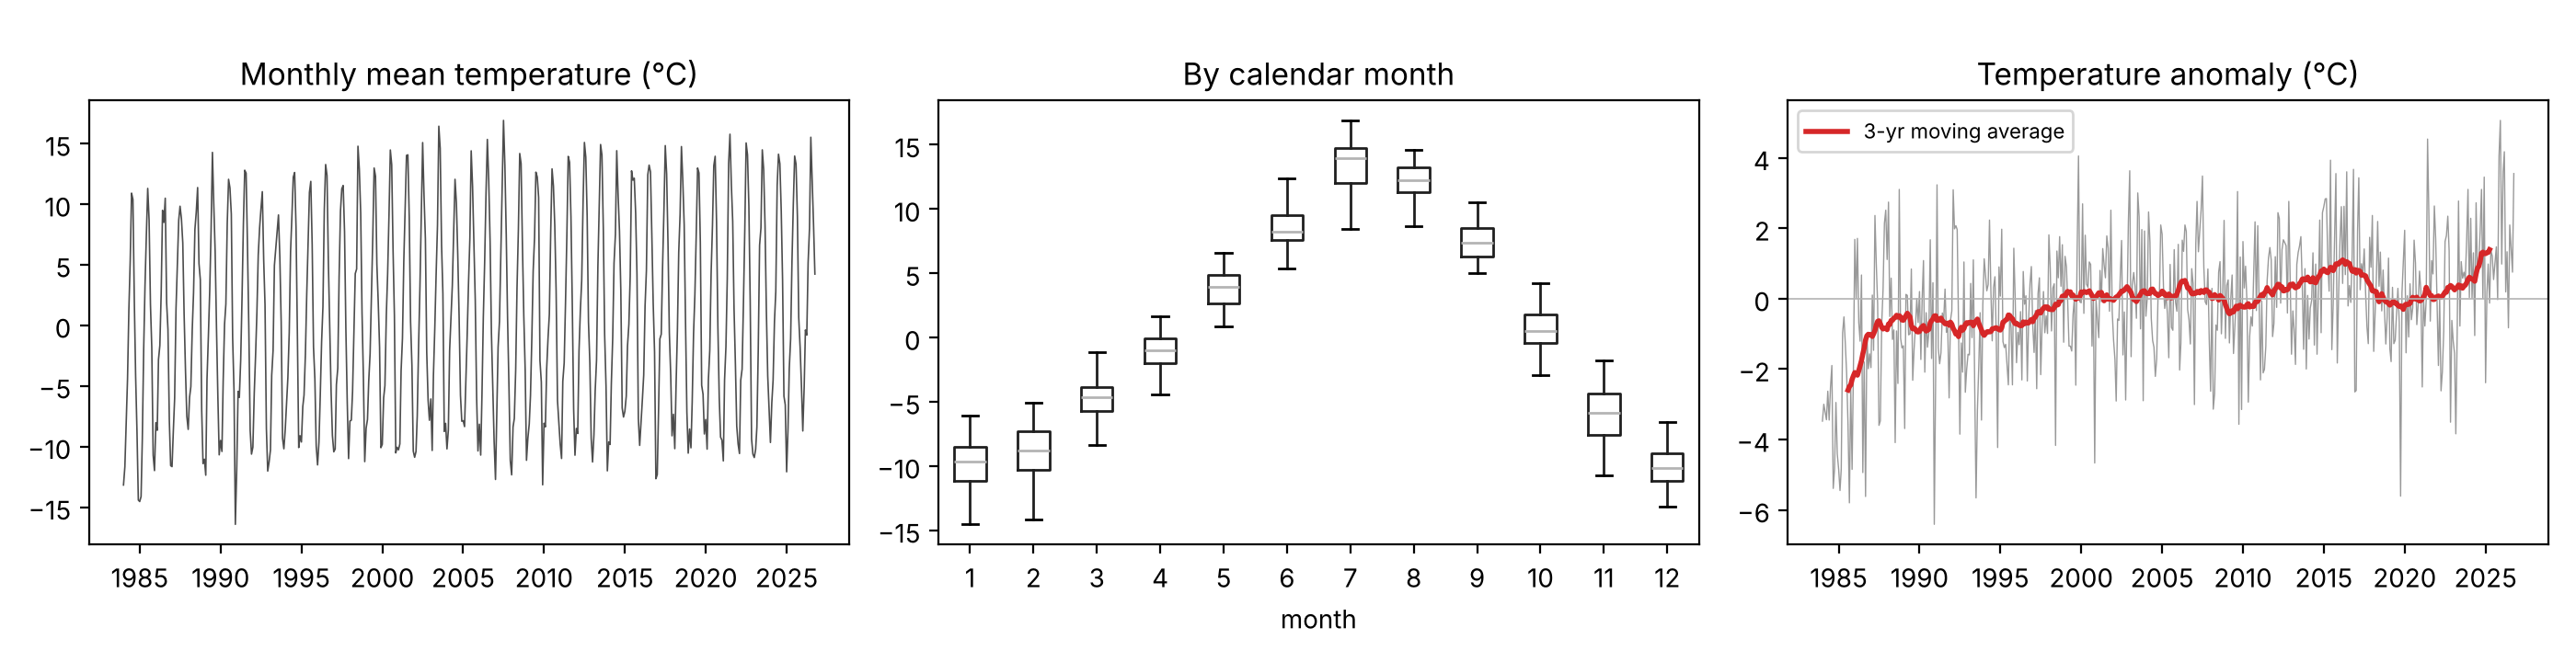 Monthly mean temperature (°C)
15
10
5
0
−5
−10
−15
1985 1990 1995 2000 2005 2010 2015 2020 2025
By calendar month
15
10
5
0
−5
−10
−15
1 2 3 4 5 6 7 8 9 10 11 12
month
Temperature anomaly (°C)
3-yr moving average
4
2
0
−2
−4
−6
1985 1990 1995 2000 2005 2010 2015 2020 2025